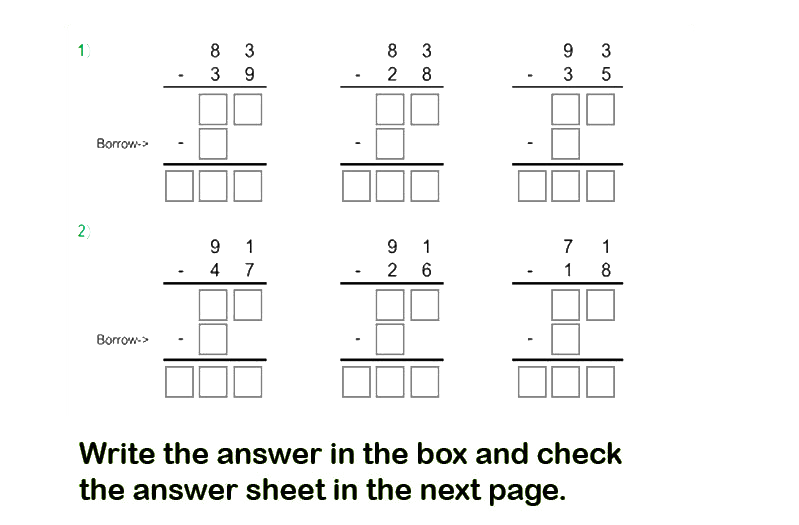 1)
8 3
8 3
9 3
- 3 9
- 2 8
- 3 5
Borrow-> -
-
-
2)
9 1
9 1
7 1
- 4 7
- 2 6
- 1 8
Borrow-> -
-
-
Write the answer in the box and check
the answer sheet in the next page.